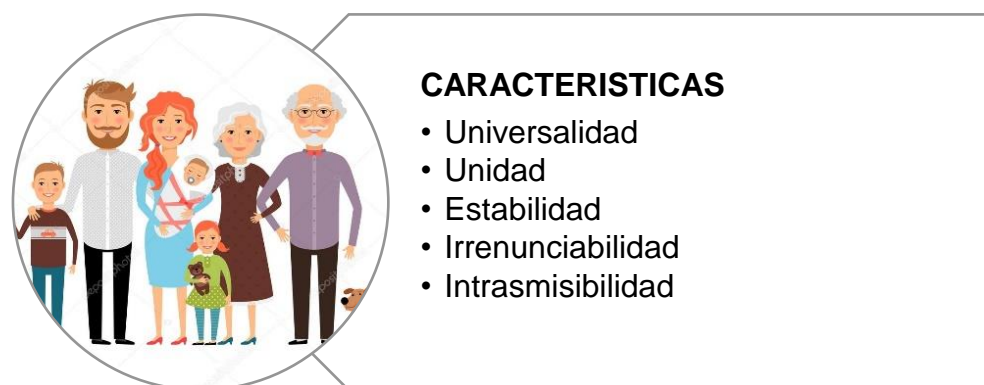 CARACTERISTICAS
• Universalidad
• Unidad
• Estabilidad
• Irrenunciabilidad
• Intrasmisibilidad